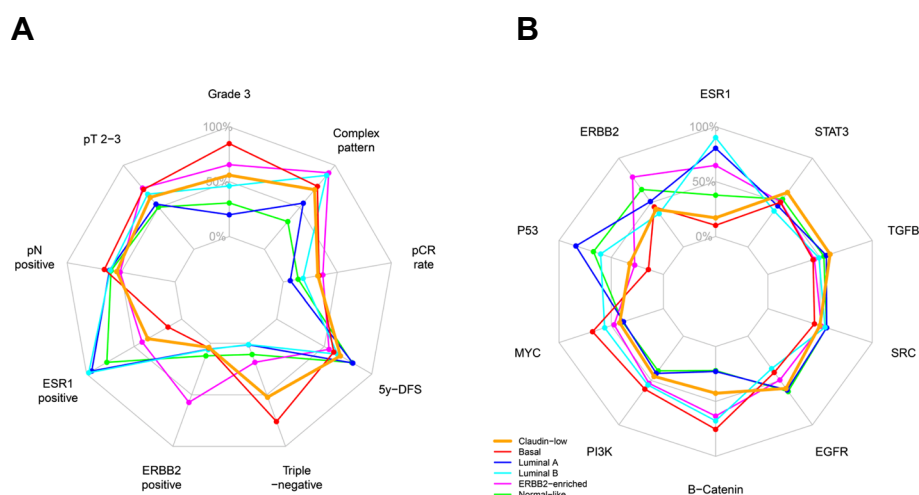 A
B
Grade 3
Complex
pattern
pCR
rate
5y−DFS
Triple
−negative
ERBB2
positive
ESR1
positive
pN
positive
pT 2−3
100%
50%
0%
ESR1
STAT3
TGFB
SRC
EGFR
B−Catenin
PI3K
MYC
P53
ERBB2
100%
50%
0%
Claudin−low
Basal
Luminal A
Luminal B
ERBB2−enriched
Normal−like